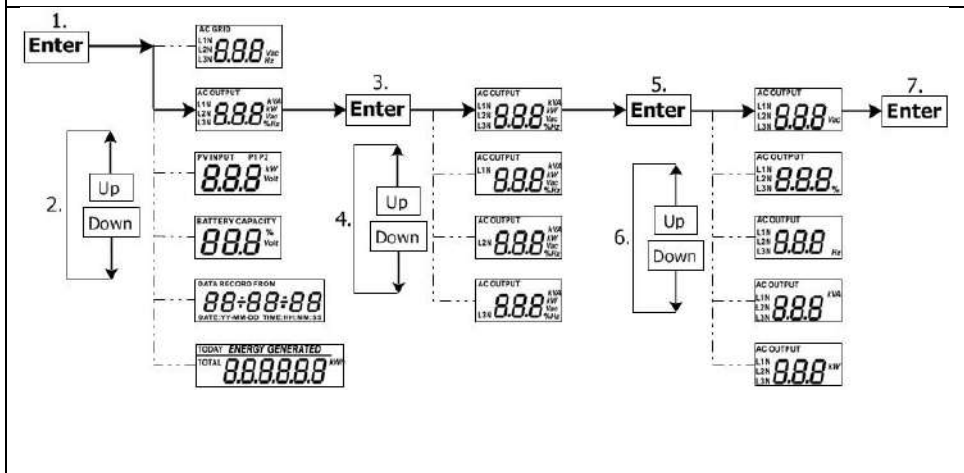 1.
Enter
AC GRID
L1N
L2N
L3N
8.8.8
Vac
Hz
AC OUTPUT
L1N
L2N
L3N
8.8.8
kVA
kW
Vac
%Hz
2.
Up
Down
PV INPUT P1 P2
8.8.8
kW
Volt
BATTERY CAPACITY
88.8
%
Volt
DATA RECORD FROM
88÷88÷88
DATE:YY-MM-DD TIME:HH:MM:SS
TODAY ENERGY GENERATED
TOTAL
8.8.8.8.8.8
kW
3.
Enter
4.
Up
Down
AC OUTPUT
L1N
L2N
L3N
8.8.8
kVA
kW
Vac
%Hz
AC OUTPUT
L1N
8.8.8
kVA
kW
Vac
%Hz
AC OUTPUT
L2N
8.8.8
kVA
kW
Vac
%Hz
AC OUTPUT
L3N
8.8.8
kVA
kW
Vac
%Hz
5.
Enter
6.
Up
Down
AC OUTPUT
L1N
L2N
L3N
8.8.8
Vac
AC OUTPUT
L1N
L2N
L3N
8.8.8
%
AC OUTPUT
L1N
L2N
L3N
8.8.8
Hz
AC OUTPUT
L1N
L2N
L3N
8.8.8
kVA
AC OUTPUT
L1N
L2N
L3N
8.8.8
kW
7.
Enter